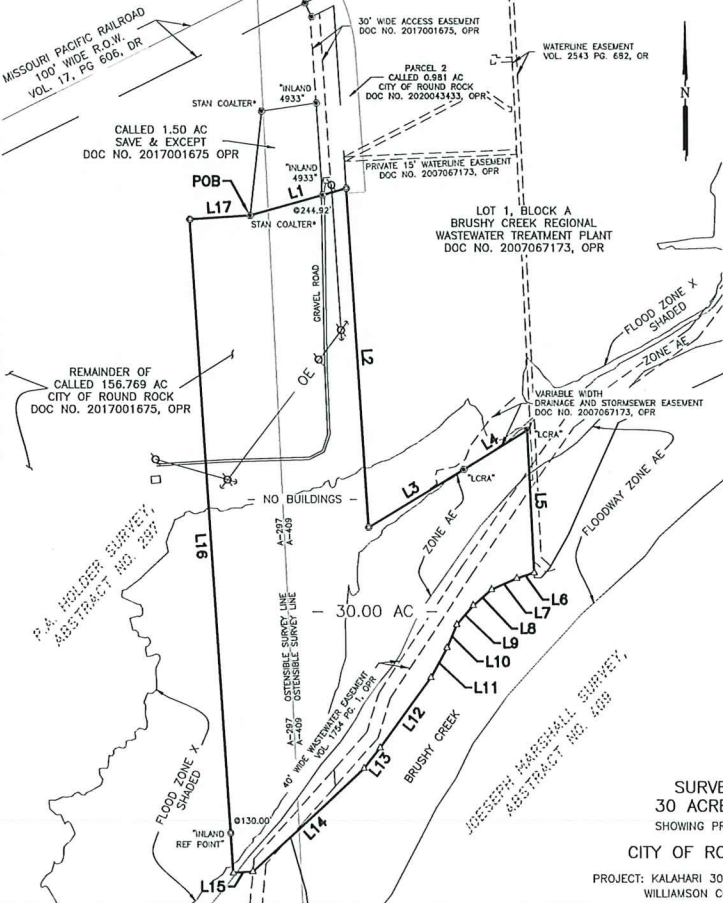 MISSOURI PACIFIC RAILROAD
100' WIDE R.O.W.
VOL. 17, PG 606, DR
30' WIDE ACCESS EASEMENT
DOC NO. 2017001675, OPR
WATERLINE EASEMENT
VOL. 2543 PG. 682, OR
PARCEL 2
CALLED 0.981 AC
CITY OF ROUND ROCK
DOC NO. 2020043433, OPR
N
STAN COALTER*
"INLAND
4933"
CALLED 1.50 AC
SAVE & EXCEPT
DOC NO. 2017001675 OPR
"INLAND
4933"
PRIVATE 15' WATERLINE EASEMENT
DOC NO. 2007067173, OPR
POB
L1
L17
@244.92'
STAN COALTER*
LOT 1, BLOCK A
BRUSHY CREEK REGIONAL
WASTEWATER TREATMENT PLANT
DOC NO. 2007067173, OPR
GRAVEL ROAD
FLOOD ZONE X
SHADED
ZONE AE
L2
OE
REMAINDER OF
CALLED 156.769 AC
CITY OF ROUND ROCK
DOC NO. 2017001675, OPR
VARIABLE WIDTH
DRAINAGE AND STORMSEWER EASEMENT
DOC NO. 2007067173, OPR
L4
"LCRA"
"LCRA"
L3
L5
NO BUILDINGS
A-297
A-409
ZONE AE
FLOODWAY ZONE AE
L16
P.A. HOLDER SURVEY,
ABSTRACT NO. 297
30.00 AC
L6
L7
L8
L9
L10
L11
OSTENSIBLE SURVEY LINE
OSTENSIBLE SURVEY LINE
A-297
A-409
40' WIDE WASTEWATER EASEMENT
VOL. 1754 PG. 1, OPR
L12
BRUSHY CREEK
L13
JOESEPH MARSHALL SURVEY,
ABSTRACT NO. 409
FLOOD ZONE X
SHADED
L14
@130.00'
"INLAND
REF POINT"
L15
SURVE
30 ACRE
SHOWING PR
CITY OF RO
PROJECT: KALAHARI 30
WILLIAMSON C